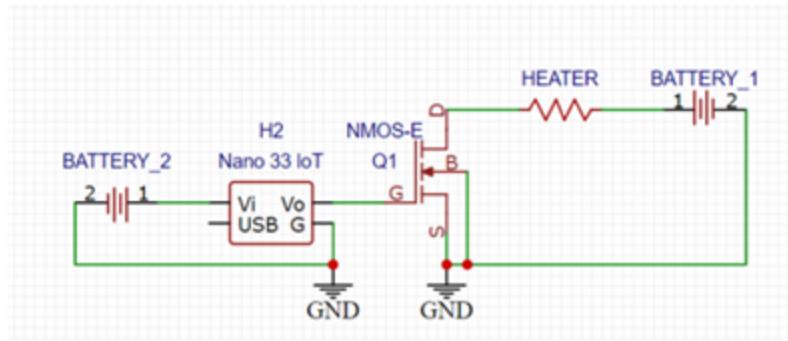 HEATER
BATTERY_1
1 2
D
H2
NMOS-E
BATTERY_2
Nano 33 IoT
Q1
B
2 1
G
Vi Vo
USB G
S
GND
GND